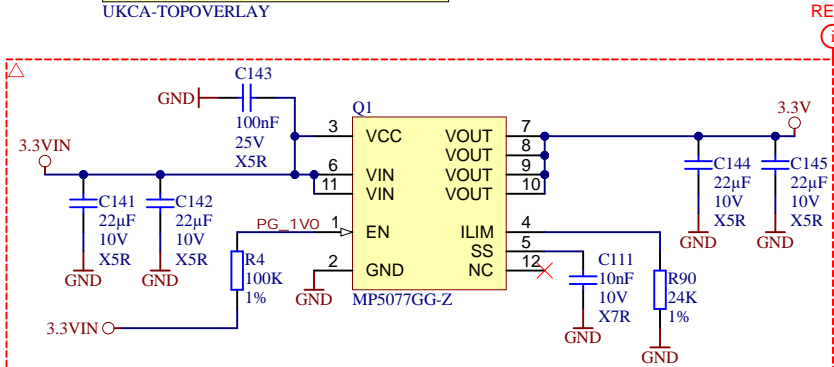 UKCA-TOPOVERLAY
RE
i
C143
GND
100nF
25V
X5R
Q1
3.3VIN
3.3V
3 VCC VOUT 7
VOUT 8
6 VIN VOUT 9
11 VIN VOUT 10
1 EN ILIM 4
SS 5
2 GND NC 12
MP5077GG-Z
C141
22µF
10V
X5R
GND
C142
22µF
10V
X5R
GND
PG_1V0
R4
100K
1%
3.3VIN
GND
C111
10nF
10V
X7R
GND
R90
24K
1%
GND
C144
22µF
10V
X5R
GND
C145
22µF
10V
X5R
GND